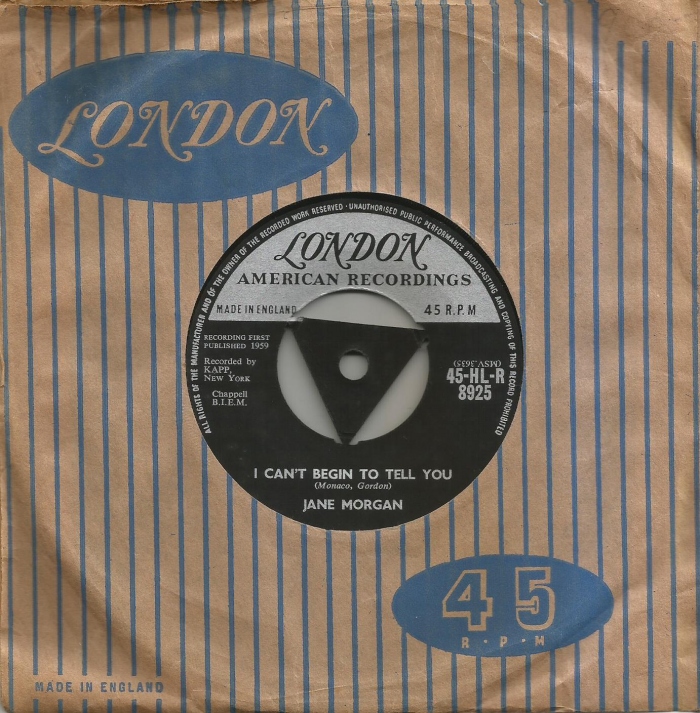 LONDON
ALL RIGHTS OF THE MANUFACTURER AND OF THE OWNER OF THE RECORDED WORK RESERVED · UNAUTHORISED PUBLIC PERFORMANCE BROADCASTING AND COPYING OF THIS RECORD PROHIBITED
LONDON
AMERICAN RECORDINGS
MADE IN ENGLAND 45 R.P.M
RECORDING FIRST
PUBLISHED 1959
Recorded by
KAPP,
NEW YORK
Chappell
B.I.E.M.
(MSV.3635)
45-HL-R
8925
I CAN'T BEGIN TO TELL YOU
(Monaco, Gordon)
JANE MORGAN
45
R·P·M
MADE IN ENGLAND